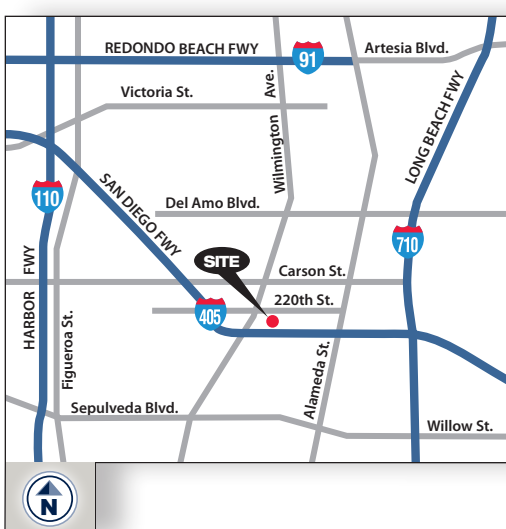 REDONDO BEACH FWY
91
Artesia Blvd.
Victoria St.
Wilmington Ave.
LONG BEACH FWY
110
SAN DIEGO FWY
Del Amo Blvd.
710
HARBOR FWY
SITE
Carson St.
220th St.
405
Figueroa St.
Alameda St.
Sepulveda Blvd.
Willow St.
N